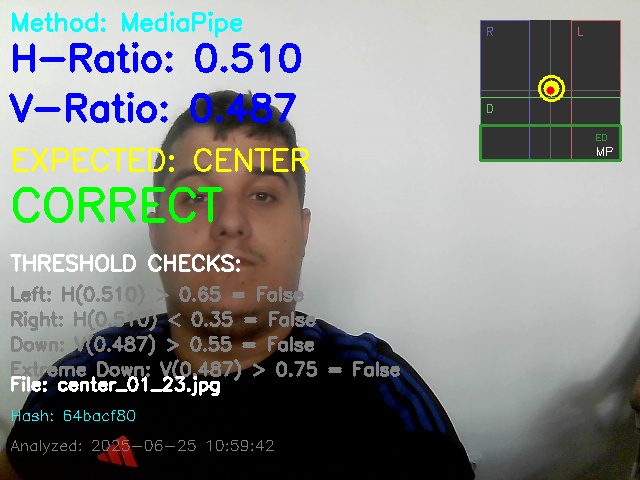 Method: MediaPipe
H-Ratio: 0.510
V-Ratio: 0.487
EXPECTED: CENTER
CORRECT
THRESHOLD CHECKS:
Left: H(0.510) > 0.65 = False
Right: H(0.510) < 0.35 = False
Down: V(0.487) > 0.55 = False
Extreme Down: V(0.487) > 0.75 = False
File: center_01_23.jpg
Hash: 64bacf80
Analyzed: 2025-06-25 10:59:42
R
L
D
ED
MP